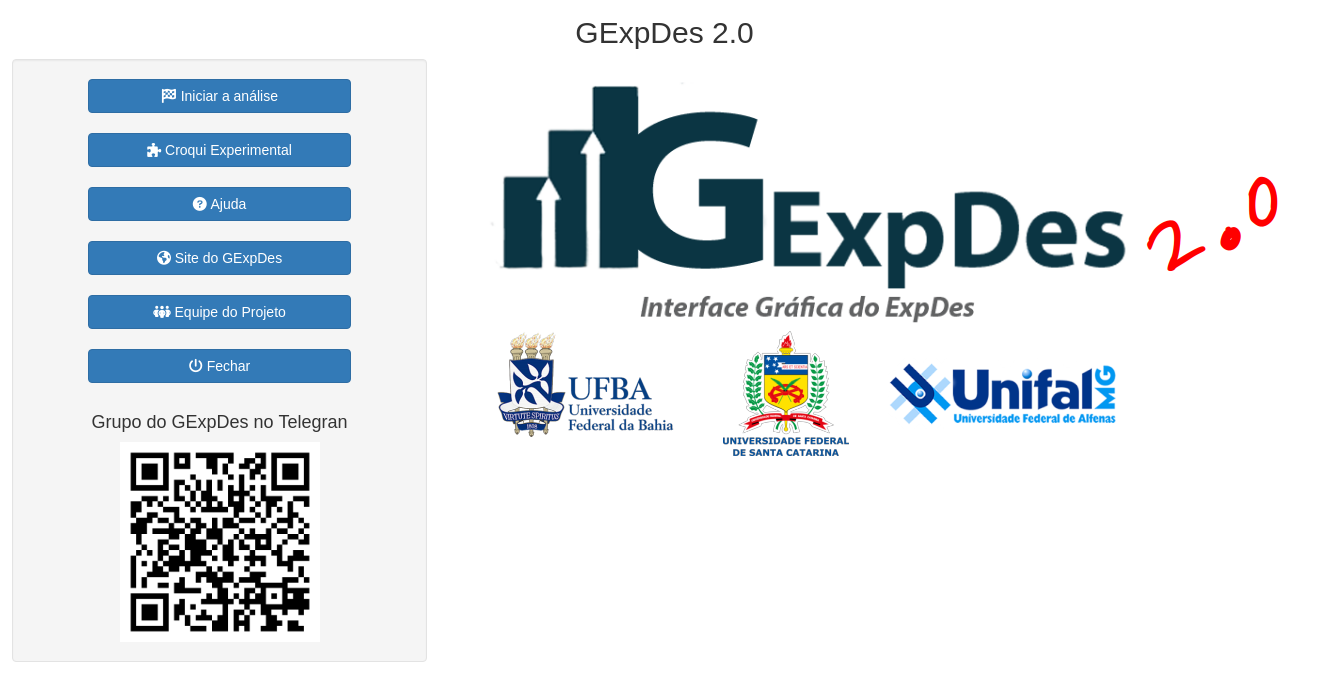 GExpDes 2.0
Iniciar a análise
Croqui Experimental
Ajuda
Site do GExpDes
Equipe do Projeto
Fechar
Grupo do GExpDes no Telegran
GExpDes 2.0
Interface Gráfica do ExpDes
UFBA
Universidade
Federal da Bahia
VIRTUTE SPIRITUS
UNIVERSIDADE FEDERAL
DE SANTA CATARINA
Unifal MG
Universidade Federal de Alfenas